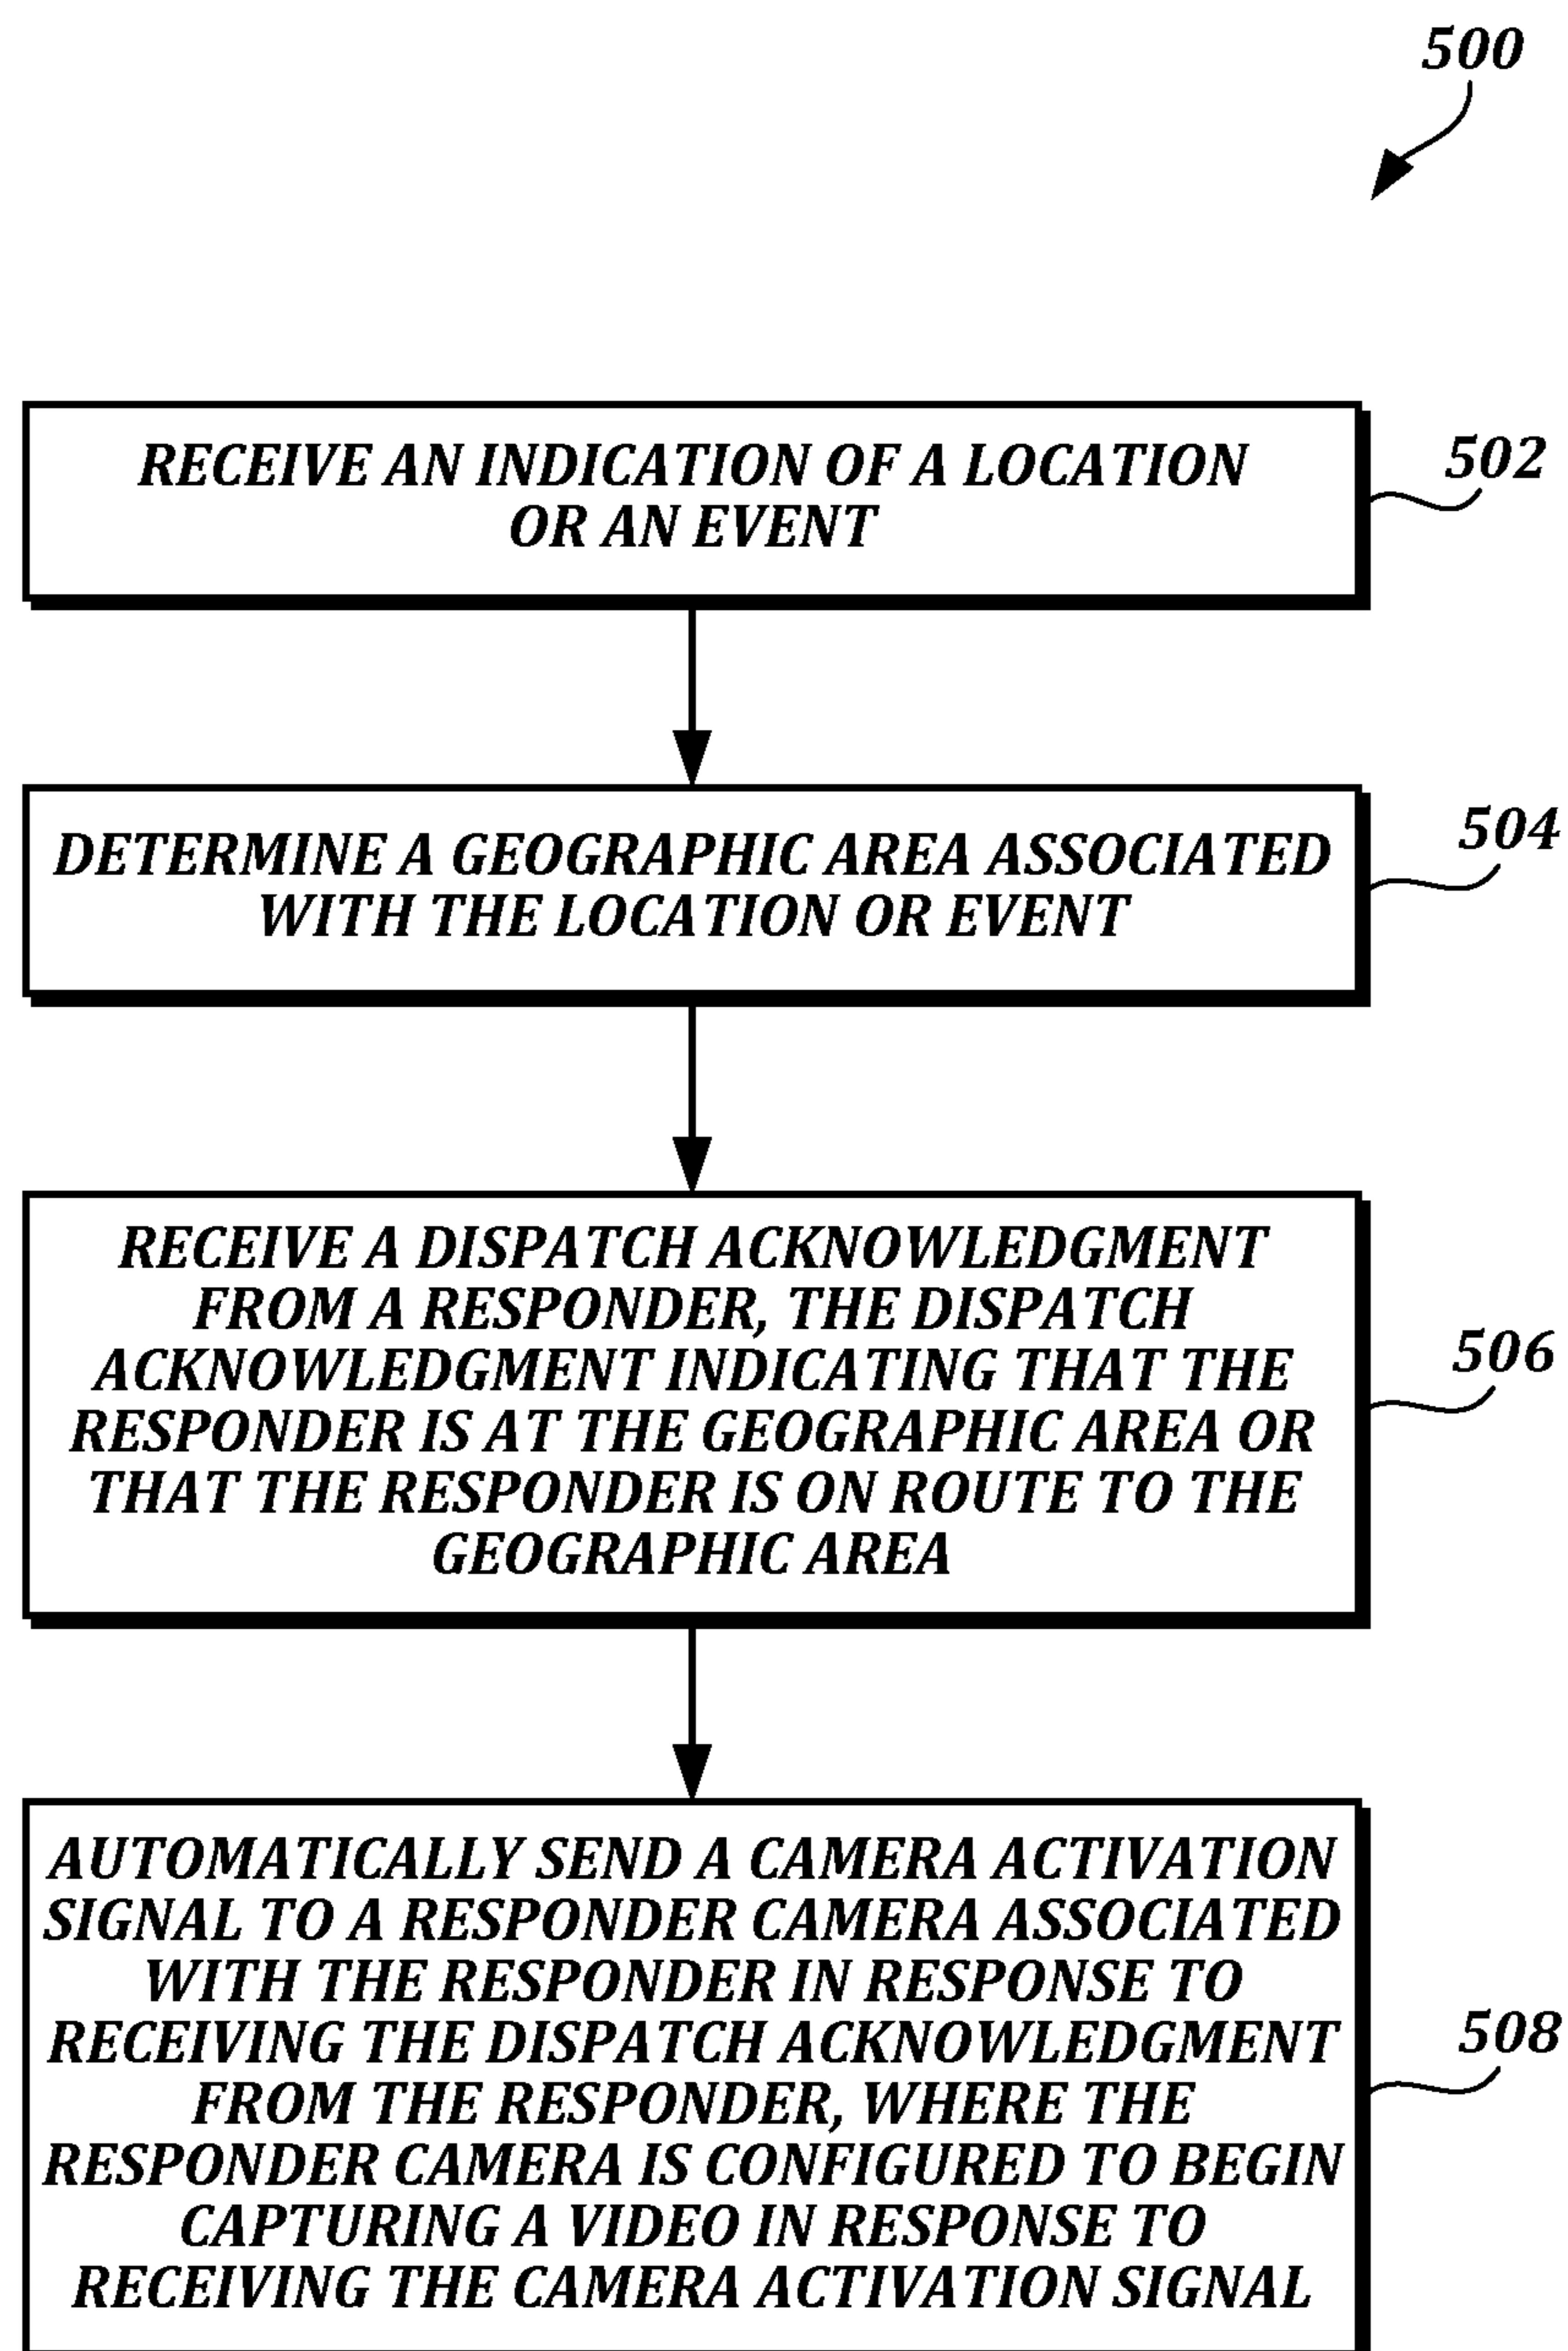 500
RECEIVE AN INDICATION OF A LOCATION
OR AN EVENT
502
DETERMINE A GEOGRAPHIC AREA ASSOCIATED
WITH THE LOCATION OR EVENT
504
RECEIVE A DISPATCH ACKNOWLEDGMENT
FROM A RESPONDER, THE DISPATCH
ACKNOWLEDGMENT INDICATING THAT THE
RESPONDER IS AT THE GEOGRAPHIC AREA OR
THAT THE RESPONDER IS ON ROUTE TO THE
GEOGRAPHIC AREA
506
AUTOMATICALLY SEND A CAMERA ACTIVATION
SIGNAL TO A RESPONDER CAMERA ASSOCIATED
WITH THE RESPONDER IN RESPONSE TO
RECEIVING THE DISPATCH ACKNOWLEDGMENT
FROM THE RESPONDER, WHERE THE
RESPONDER CAMERA IS CONFIGURED TO BEGIN
CAPTURING A VIDEO IN RESPONSE TO
RECEIVING THE CAMERA ACTIVATION SIGNAL
508